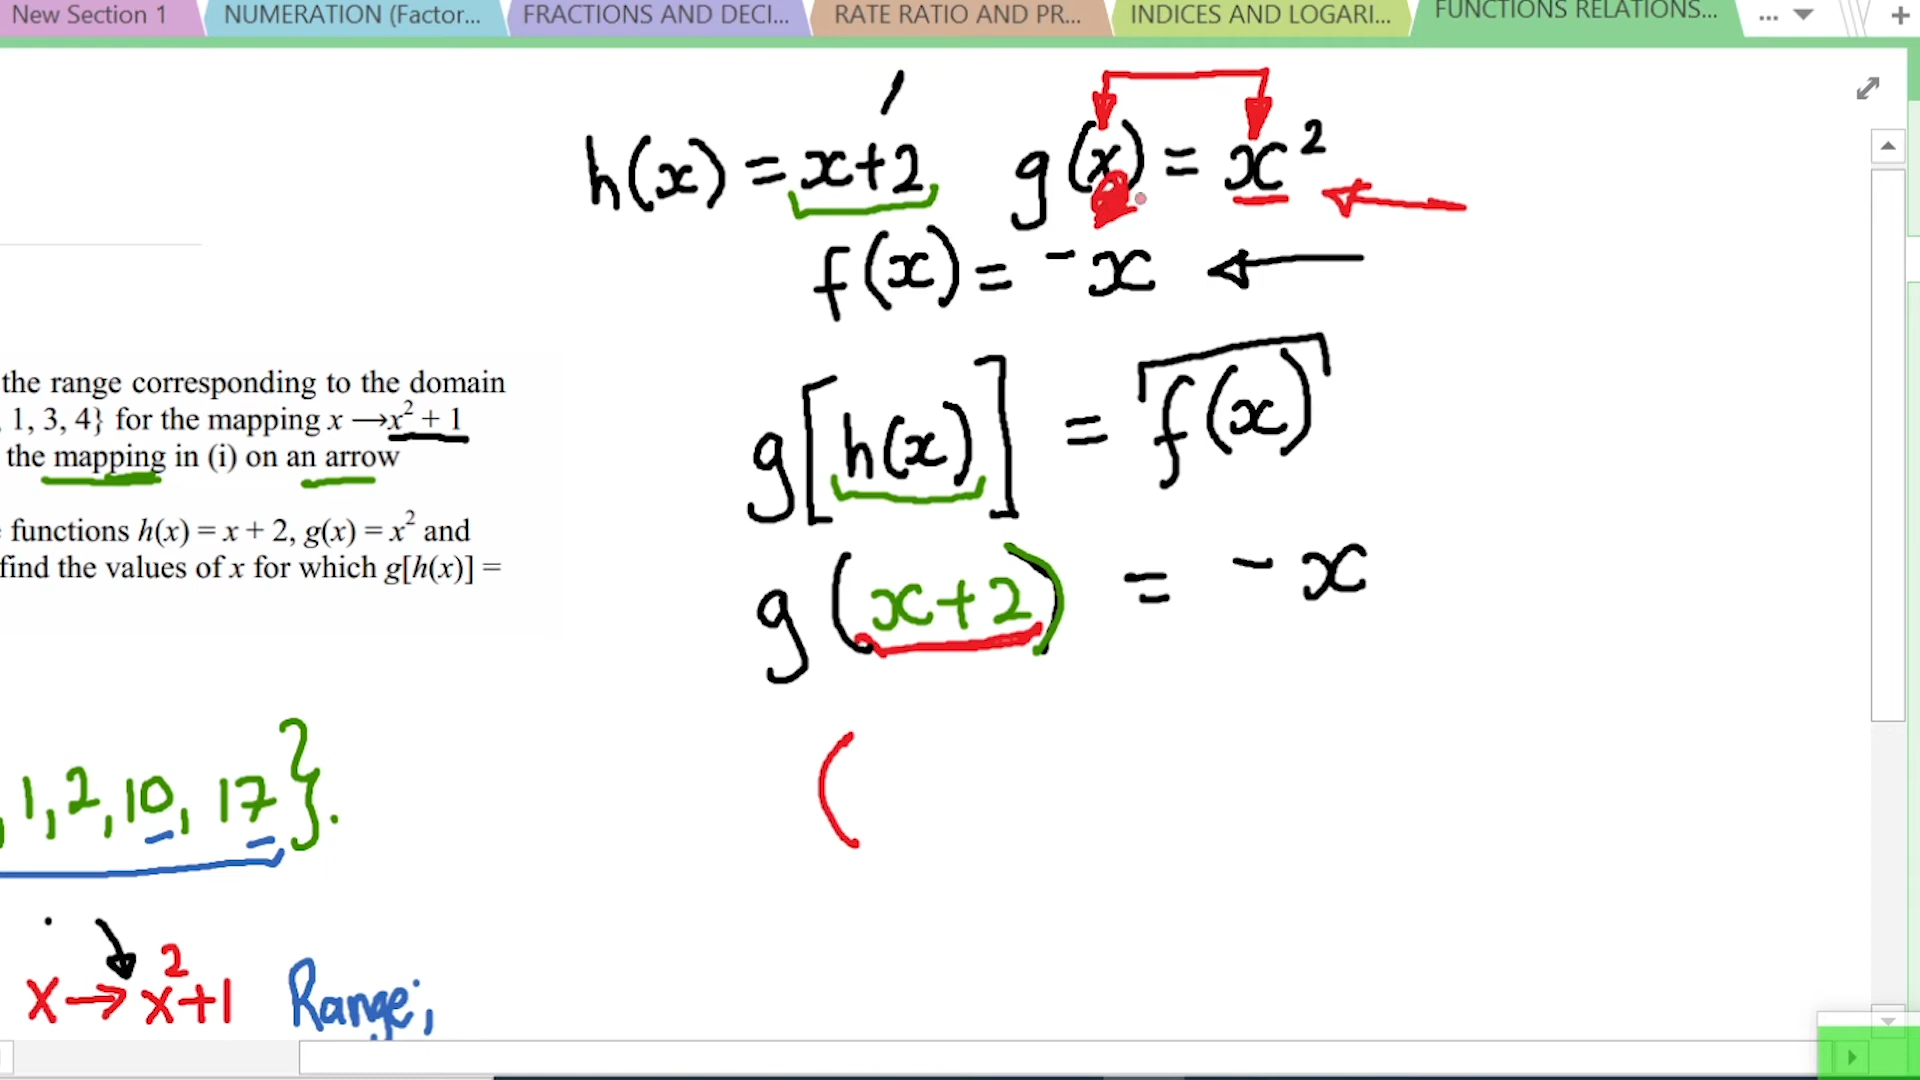 New Section 1 NUMERATION (Factor... FRACTIONS AND DECI... RATE RATIO AND PR... INDICES AND LOGARI... FUNCTIONS RELATIONS... ...
h(x) = x+2 g(x) = x²
f(x) = -x
g[h(x)] = f(x)
g(x+2) = -x
(
the range corresponding to the domain
, 1, 3, 4} for the mapping x →x² + 1
the mapping in (i) on an arrow
functions h(x) = x + 2, g(x) = x² and
find the values of x for which g[h(x)] =
, 1, 2, 10, 17}.
x → x²+1 Range;